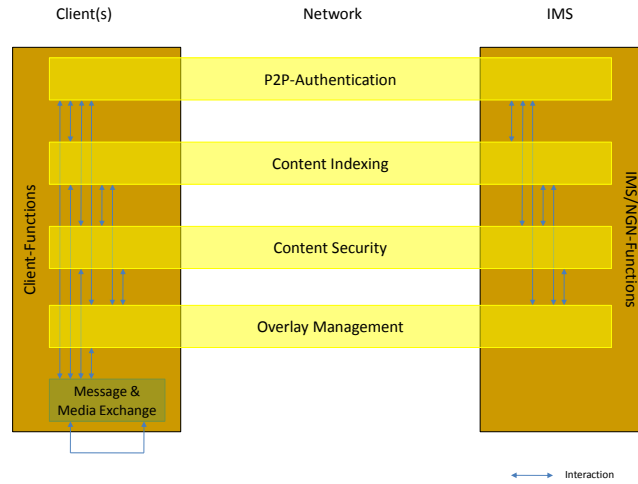 Client(s)
Network
IMS
P2P-Authentication
Content Indexing
Content Security
Overlay Management
Client-Functions
IMS/NGN-Functions
Message &
Media Exchange
Interaction